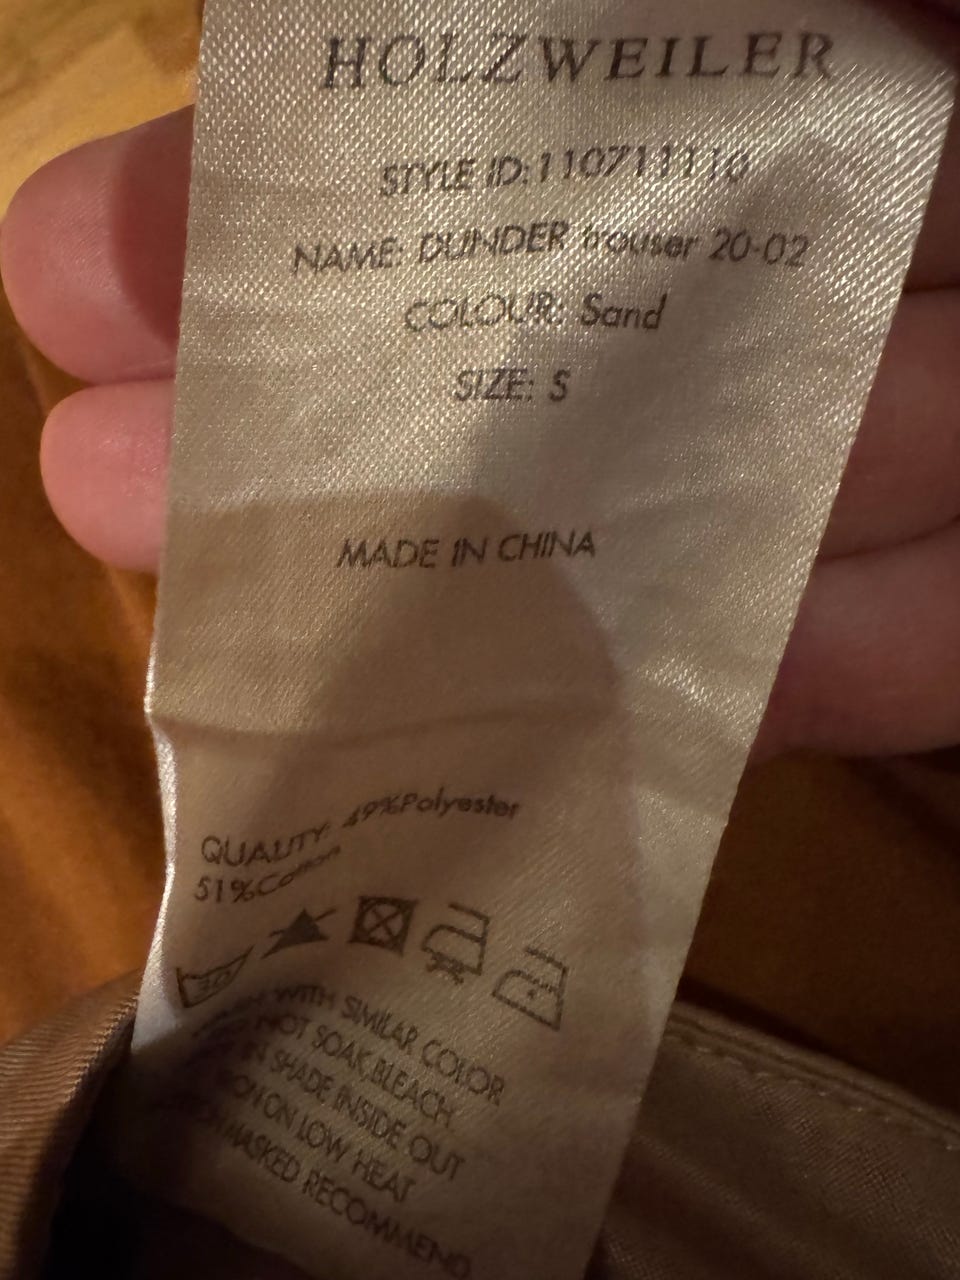 HOLZWEILER
STYLE ID:110711110
NAME: DUNDER trouser 20-02
COLOUR: Sand
SIZE: S
MADE IN CHINA
QUALITY: 49%Polyester
51%Cotton
30
WITH SIMILAR COLOR
NOT SOAK,BLEACH
IN SHADE INSIDE OUT
ON LOW HEAT
MASKED RECOMMEND